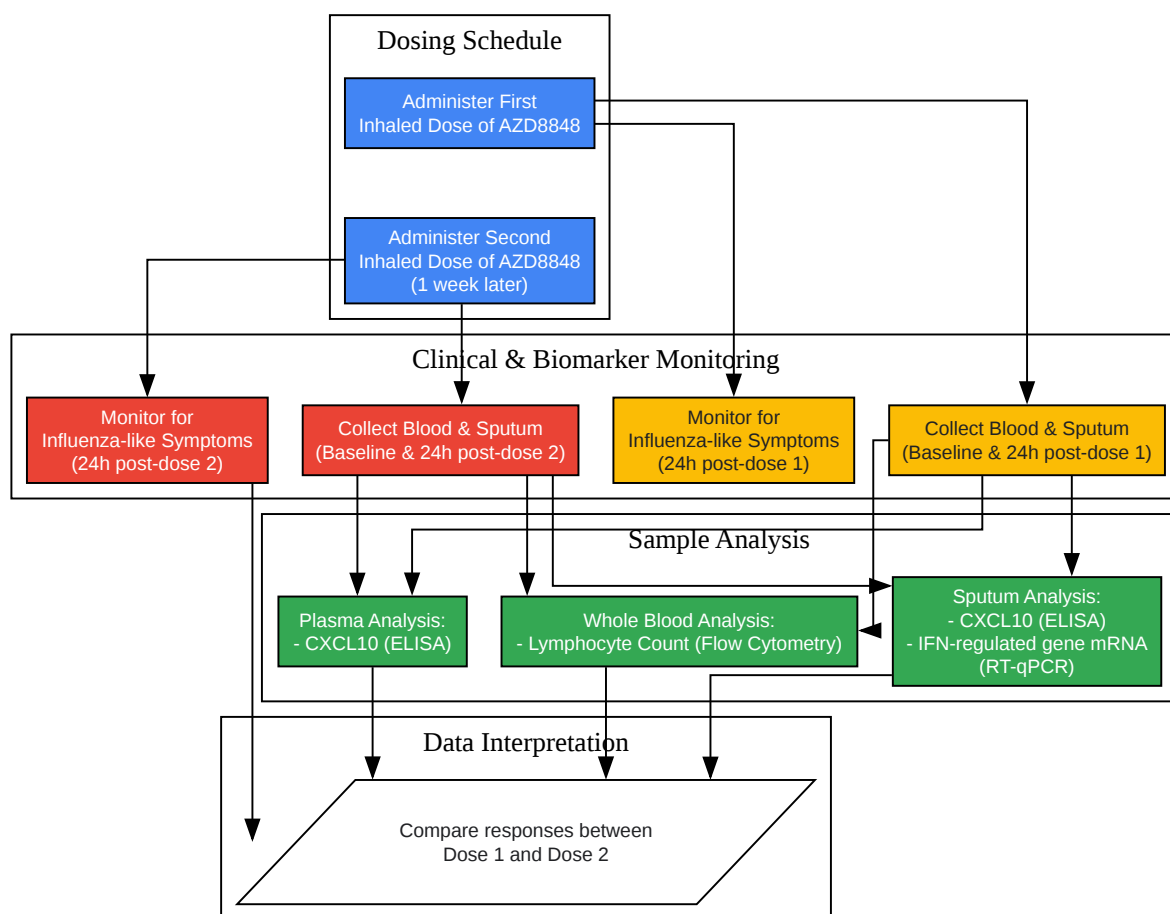 Dosing Schedule
Administer First
Inhaled Dose of AZD8848
Administer Second
Inhaled Dose of AZD8848
(1 week later)
Clinical & Biomarker Monitoring
Monitor for
Influenza-like Symptoms
(24h post-dose 2)
Collect Blood & Sputum
(Baseline & 24h post-dose 2)
Monitor for
Influenza-like Symptoms
(24h post-dose 1)
Collect Blood & Sputum
(Baseline & 24h post-dose 1)
Sample Analysis
Plasma Analysis:
- CXCL10 (ELISA)
Whole Blood Analysis:
- Lymphocyte Count (Flow Cytometry)
Sputum Analysis:
- CXCL10 (ELISA)
- IFN-regulated gene mRNA
(RT-qPCR)
Data Interpretation
Compare responses between
Dose 1 and Dose 2